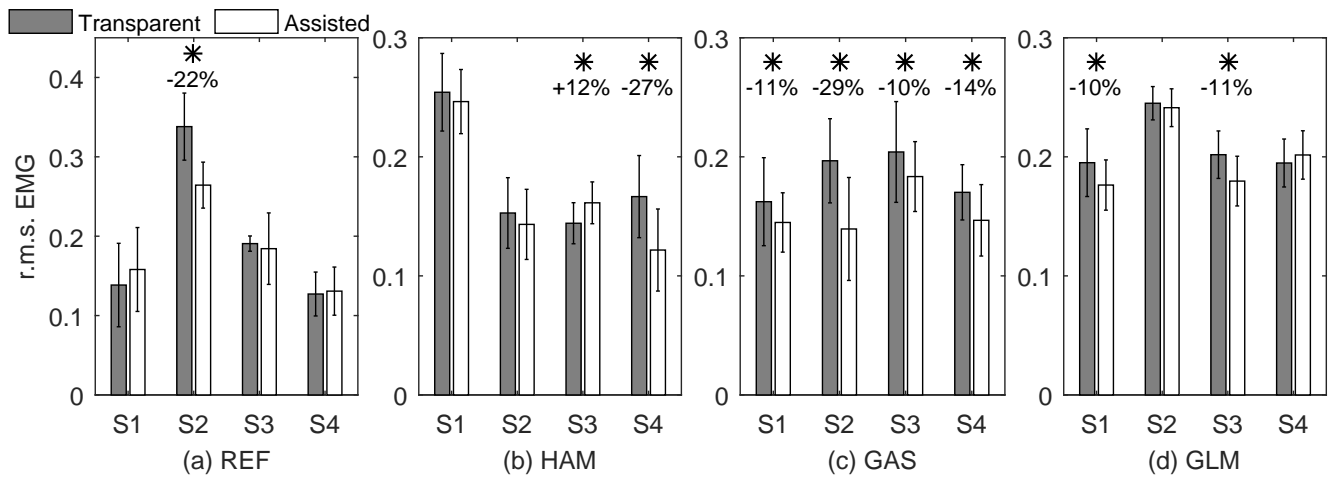 Transparent Assisted
r.m.s. EMG
0.4
0.3
0.2
0.1
0
-22%
S1 S2 S3 S4
(a) REF
0.3
0.2
0.1
0
+12% -27%
S1 S2 S3 S4
(b) HAM
0.3
0.2
0.1
0
-11% -29% -10% -14%
S1 S2 S3 S4
(c) GAS
0.3
0.2
0.1
0
-10% -11%
S1 S2 S3 S4
(d) GLM